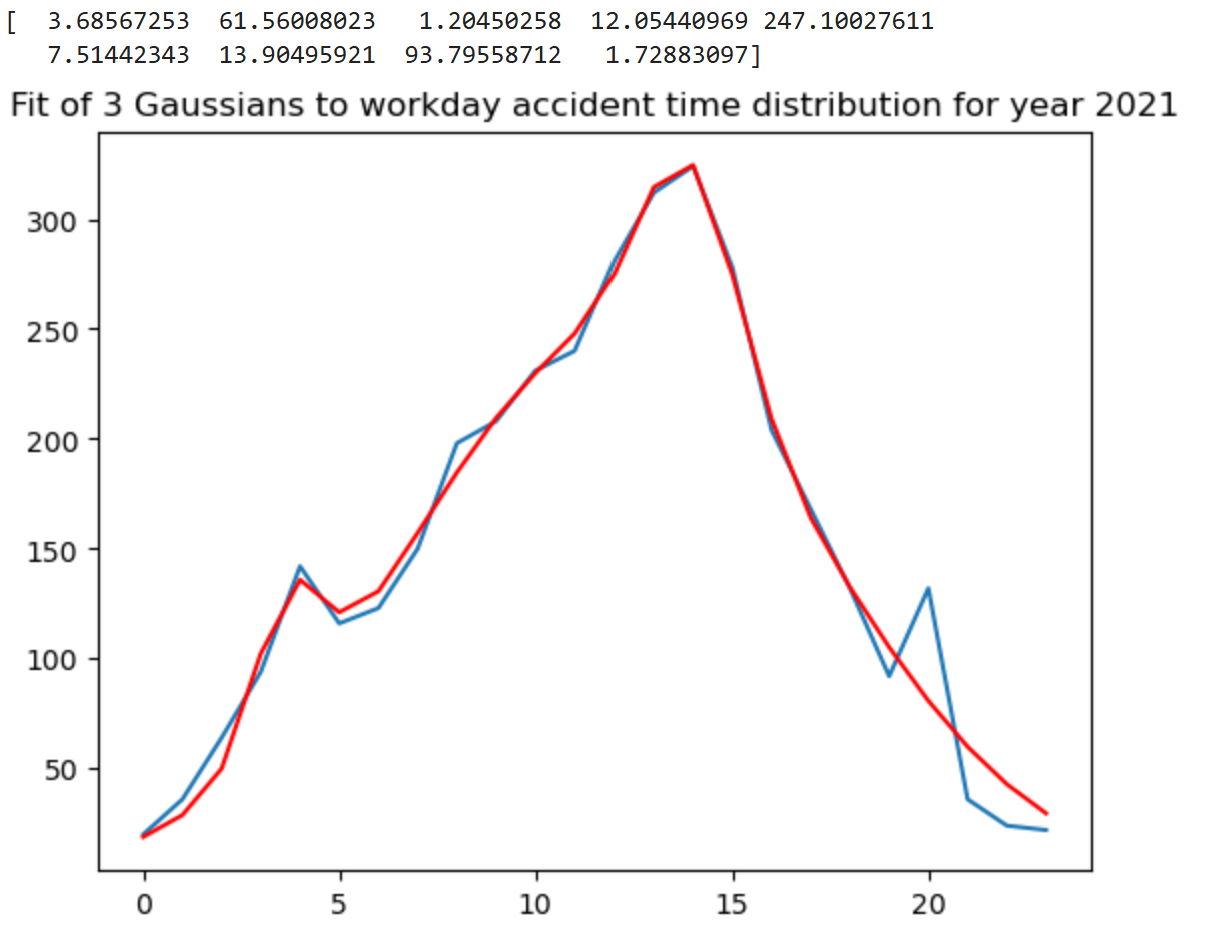 [ 3.68567253 61.56008023 1.20450258 12.05440969 247.10027611
7.51442343 13.90495921 93.79558712 1.72883097]
Fit of 3 Gaussians to workday accident time distribution for year 2021
300
250
200
150
100
50
0 5 10 15 20